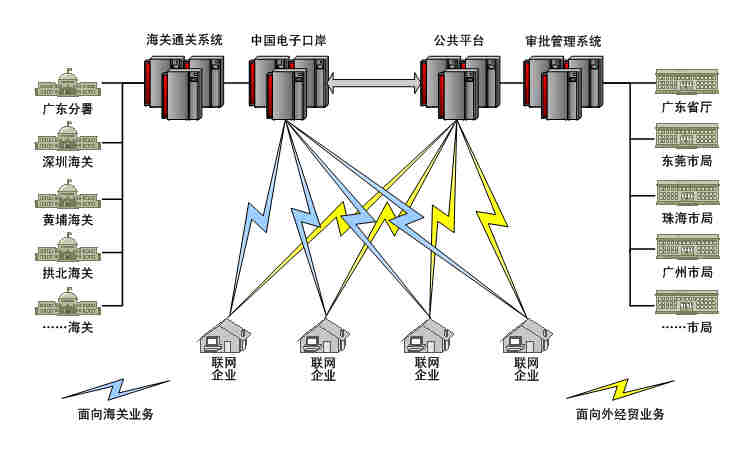 海关通关系统
中国电子口岸
公共平台
审批管理系统
广东分署
深圳海关
黄埔海关
拱北海关
……海关
广东省厅
东莞市局
珠海市局
广州市局
……市局
联网
企业
联网
企业
联网
企业
联网
企业
面向海关业务
面向外经贸业务